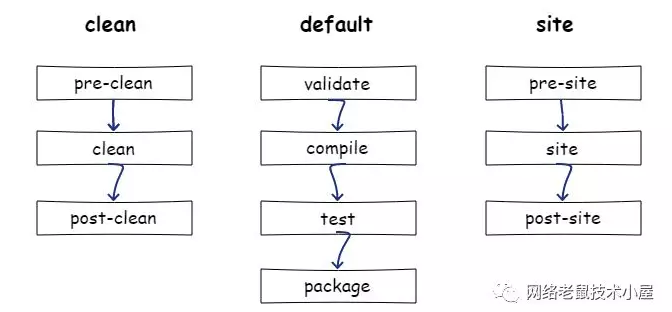 clean
pre-clean
clean
post-clean
default
validate
compile
test
package
site
pre-site
site
post-site
网络老鼠技术小屋